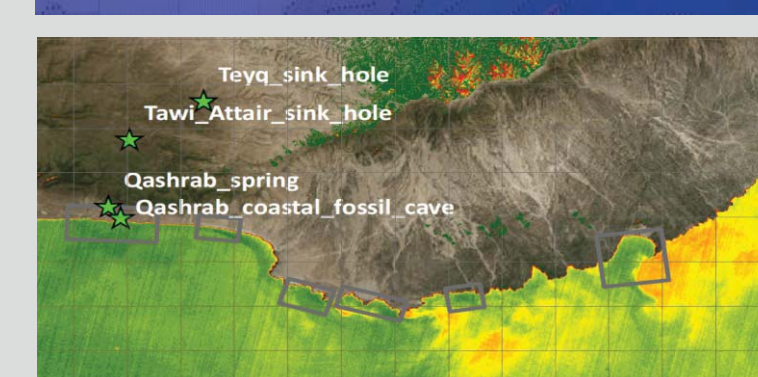 Teyq_sink_hole
Tawi_Attair_sink_hole
Qashrab_spring
Qashrab_coastal_fossil_cave